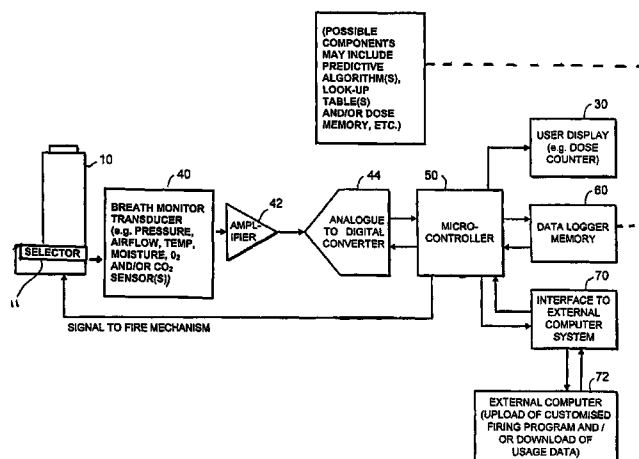 (POSSIBLE
COMPONENTS
MAY INCLUDE
PREDICTIVE
ALGORITHM(S),
LOOK-UP
TABLE(S)
AND/OR DOSE
MEMORY, ETC.)
30
USER DISPLAY
(e.g. DOSE
COUNTER)
10
40
BREATH MONITOR
TRANSDUCER
(e.g. PRESSURE,
AIRFLOW, TEMP,
MOISTURE, O2
AND/OR CO2
SENSOR(S))
42
AMPL-
IFIER
44
ANALOGUE
TO DIGITAL
CONVERTER
50
MICRO-
CONTROLLER
60
DATA LOGGER
MEMORY
SELECTOR
11
SIGNAL TO FIRE MECHANISM
70
INTERFACE TO
EXTERNAL
COMPUTER
SYSTEM
72
EXTERNAL COMPUTER
(UPLOAD OF CUSTOMISED
FIRING PROGRAM AND /
OR DOWNLOAD OF
USAGE DATA)